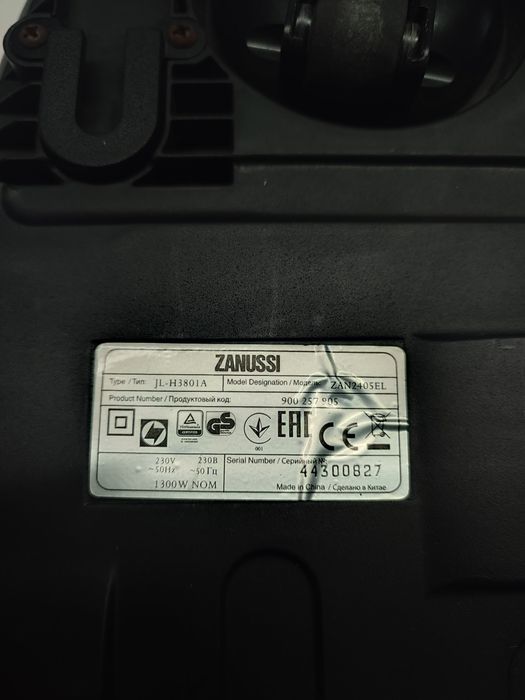 ZANUSSI
Type / Тип: JL-H3801A Model Designation / Модель: ZAN2405EL
Product Number / Продуктовый код: 900 257 905
001 EAC CE
230V 230В Serial Number / Серийный №:
~50Hz ~50Гц 44300827
1300W NOM Made in China / Сделано в Китае